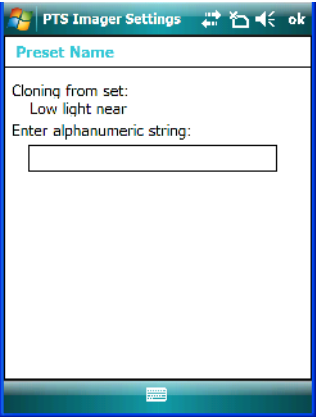 PTS Imager Settings ok
Preset Name
Cloning from set:
Low light near
Enter alphanumeric string: